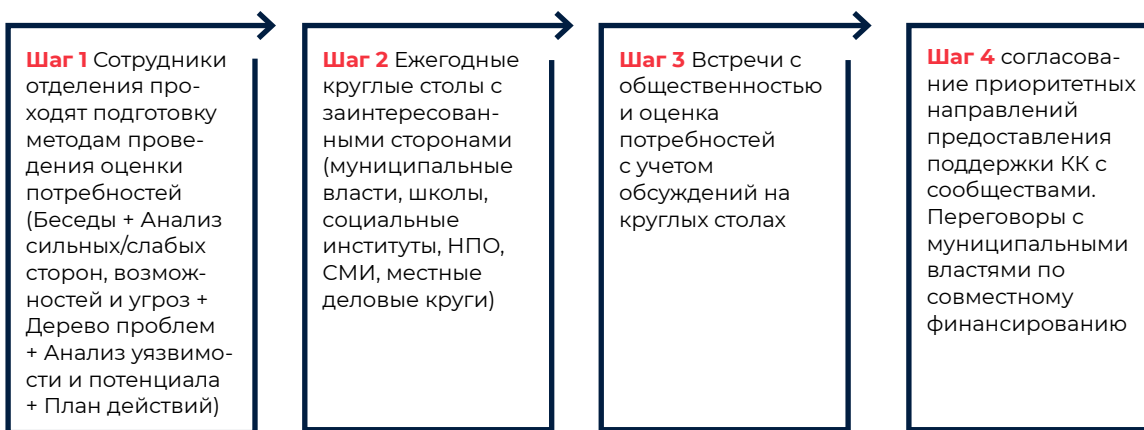 Шаг 1 Сотрудники
отделения про-
ходят подготовку
методам прове-
дения оценки
потребностей
(Беседы + Анализ
сильных/слабых
сторон, возмож-
ностей и угроз +
Дерево проблем
+ Анализ уязвимо-
сти и потенциала
+ План действий)
Шаг 2 Ежегодные
круглые столы с
заинтересован-
ными сторонами
(муниципальные
власти, школы,
социальные
институты, НПО,
СМИ, местные
деловые круги)
Шаг 3 Встречи с
общественностью
и оценка
потребностей
с учетом
обсуждений на
круглых столах
Шаг 4 согласова-
ние приоритетных
направлений
предоставления
поддержки КК с
сообществами.
Переговоры с
муниципальными
властями по
совместному
финансированию